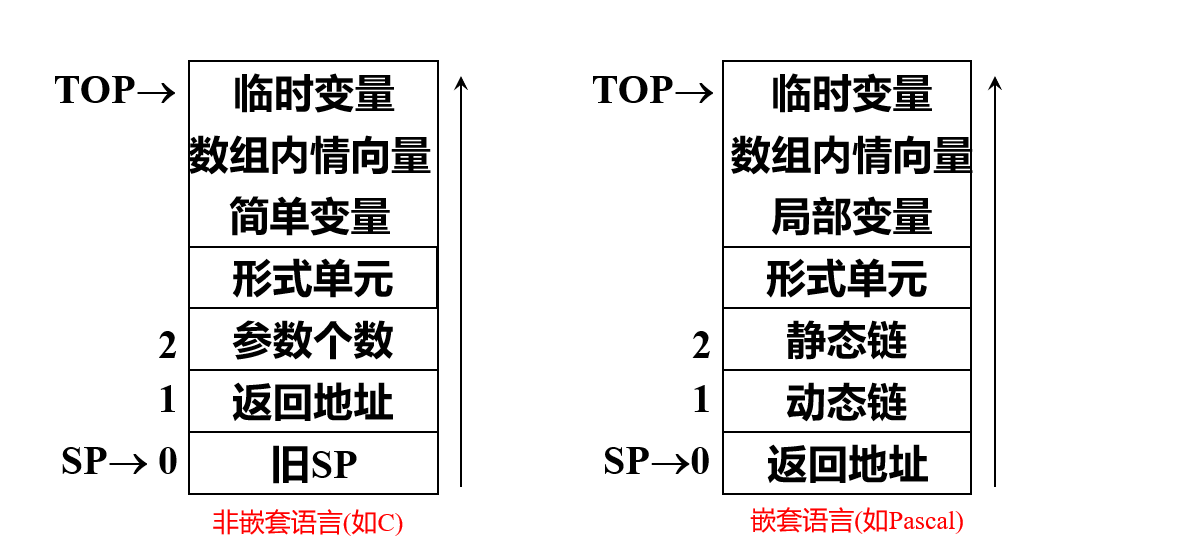 TOP→ 临时变量
数组内情向量
简单变量
形式单元
2 参数个数
1 返回地址
SP→ 0 旧SP
非嵌套语言(如C)
TOP→ 临时变量
数组内情向量
局部变量
形式单元
2 静态链
1 动态链
SP→0 返回地址
嵌套语言(如Pascal)